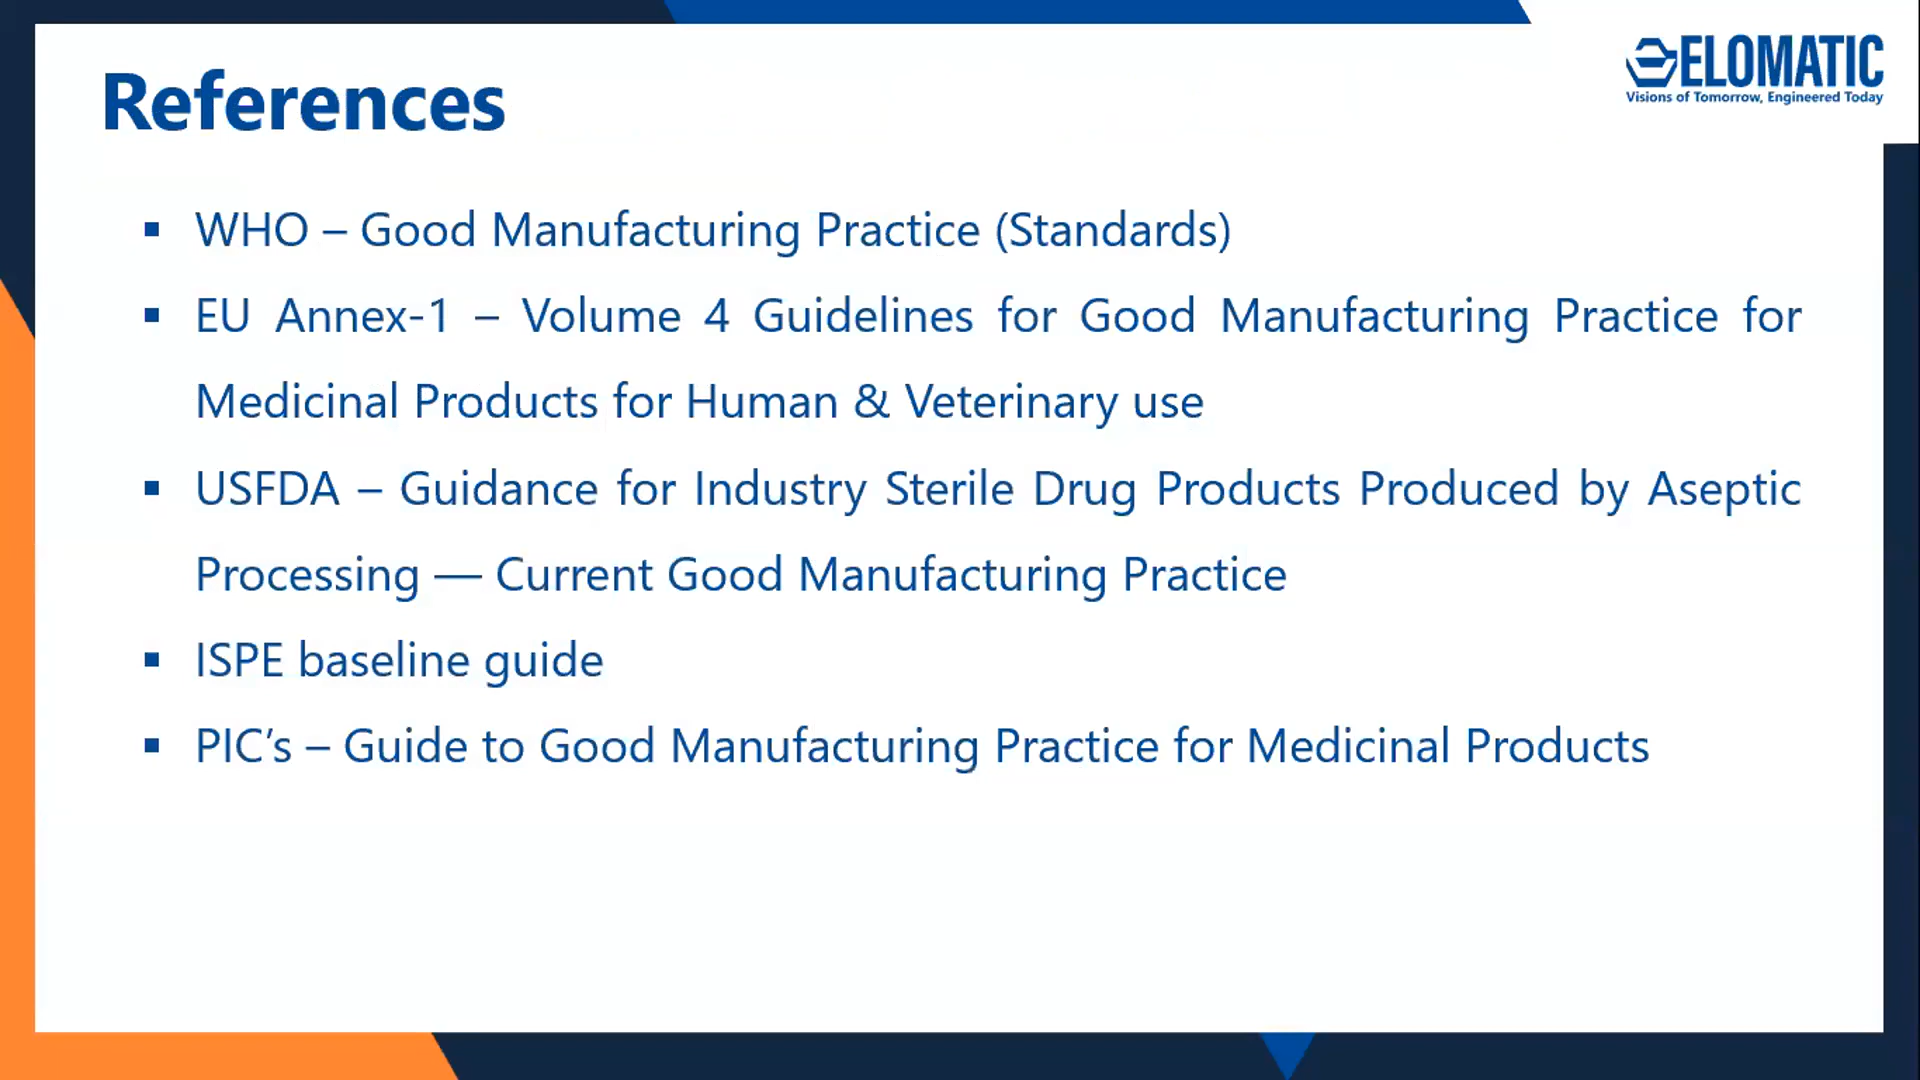 ELOMATIC
Visions of Tomorrow, Engineered Today
References
▪ WHO – Good Manufacturing Practice (Standards)
▪ EU Annex-1 – Volume 4 Guidelines for Good Manufacturing Practice for
Medicinal Products for Human & Veterinary use
▪ USFDA – Guidance for Industry Sterile Drug Products Produced by Aseptic
Processing — Current Good Manufacturing Practice
▪ ISPE baseline guide
▪ PIC’s – Guide to Good Manufacturing Practice for Medicinal Products